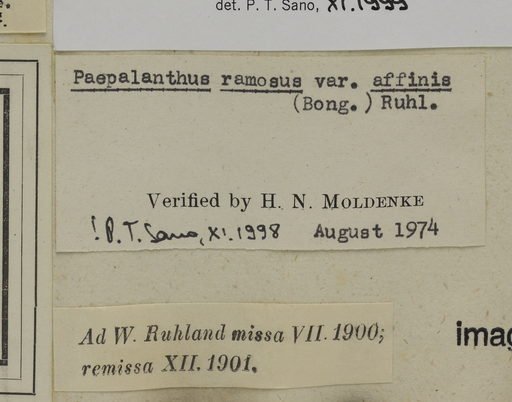 det. P. T. Sano, XI.1999
Paepalanthus ramosus var. affinis
(Bong.) Ruhl.
Verified by H. N. MOLDENKE
! P. T. Sano, XI.1998 August 1974
Ad W. Ruhland missa VII. 1900;
remissa XII. 1901.
imag